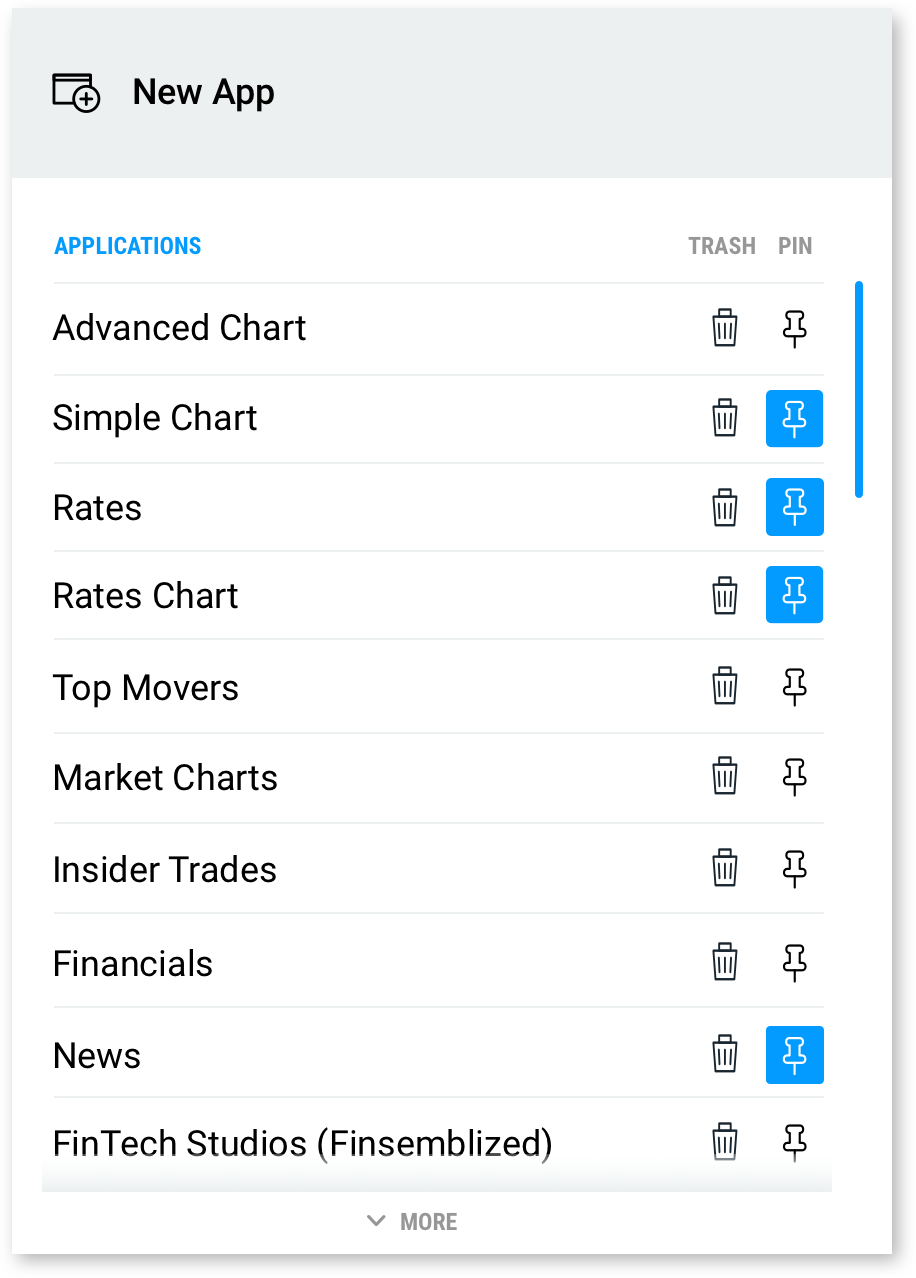 New App
APPLICATIONS TRASH PIN
Advanced Chart
Simple Chart
Rates
Rates Chart
Top Movers
Market Charts
Insider Trades
Financials
News
FinTech Studios (Finsemblized)
MORE